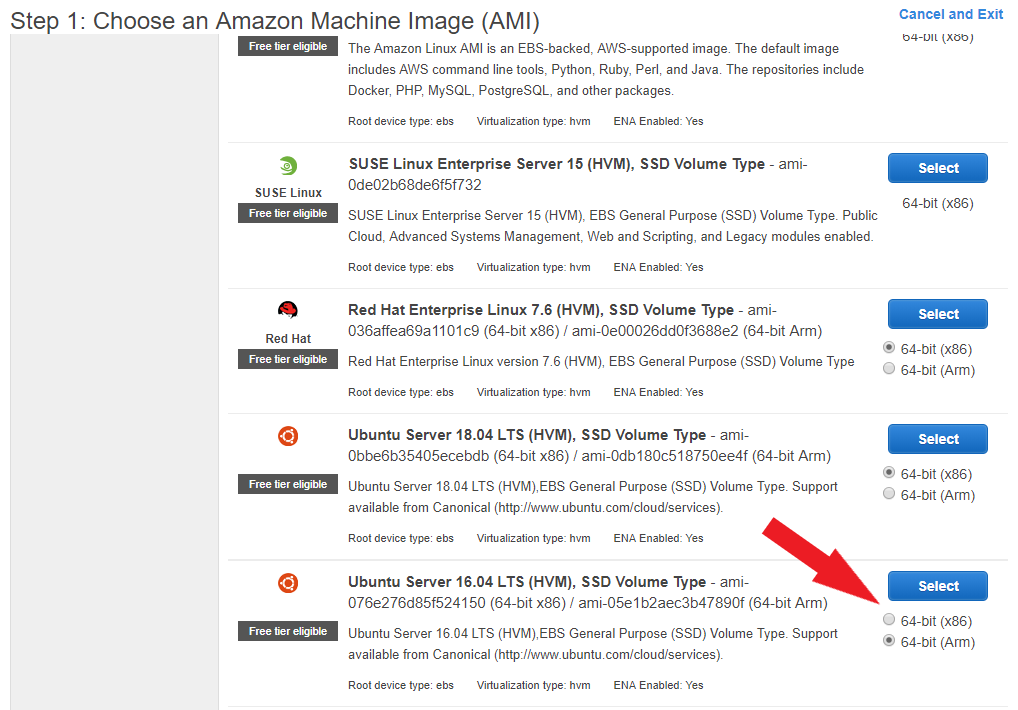 Step 1: Choose an Amazon Machine Image (AMI)
Cancel and Exit
64-bit (x86)
Free tier eligible
The Amazon Linux AMI is an EBS-backed, AWS-supported image. The default image
includes AWS command line tools, Python, Ruby, Perl, and Java. The repositories include
Docker, PHP, MySQL, PostgreSQL, and other packages.
Root device type: ebs Virtualization type: hvm ENA Enabled: Yes
SUSE Linux
Free tier eligible
SUSE Linux Enterprise Server 15 (HVM), SSD Volume Type - ami-
0de02b68de6f5f732
SUSE Linux Enterprise Server 15 (HVM), EBS General Purpose (SSD) Volume Type. Public
Cloud, Advanced Systems Management, Web and Scripting, and Legacy modules enabled.
Root device type: ebs Virtualization type: hvm ENA Enabled: Yes
Select
64-bit (x86)
Red Hat
Free tier eligible
Red Hat Enterprise Linux 7.6 (HVM), SSD Volume Type - ami-
036affea69a1101c9 (64-bit x86) / ami-0e00026dd0f3688e2 (64-bit Arm)
Red Hat Enterprise Linux version 7.6 (HVM), EBS General Purpose (SSD) Volume Type
Root device type: ebs Virtualization type: hvm ENA Enabled: Yes
Select
64-bit (x86)
64-bit (Arm)
Free tier eligible
Ubuntu Server 18.04 LTS (HVM), SSD Volume Type - ami-
0bbe6b35405ecebdb (64-bit x86) / ami-0db180c518750ee4f (64-bit Arm)
Ubuntu Server 18.04 LTS (HVM),EBS General Purpose (SSD) Volume Type. Support
available from Canonical (http://www.ubuntu.com/cloud/services).
Root device type: ebs Virtualization type: hvm ENA Enabled: Yes
Select
64-bit (x86)
64-bit (Arm)
Free tier eligible
Ubuntu Server 16.04 LTS (HVM), SSD Volume Type - ami-
076e276d85f524150 (64-bit x86) / ami-05e1b2aec3b47890f (64-bit Arm)
Ubuntu Server 16.04 LTS (HVM),EBS General Purpose (SSD) Volume Type. Support
available from Canonical (http://www.ubuntu.com/cloud/services).
Root device type: ebs Virtualization type: hvm ENA Enabled: Yes
Select
64-bit (x86)
64-bit (Arm)